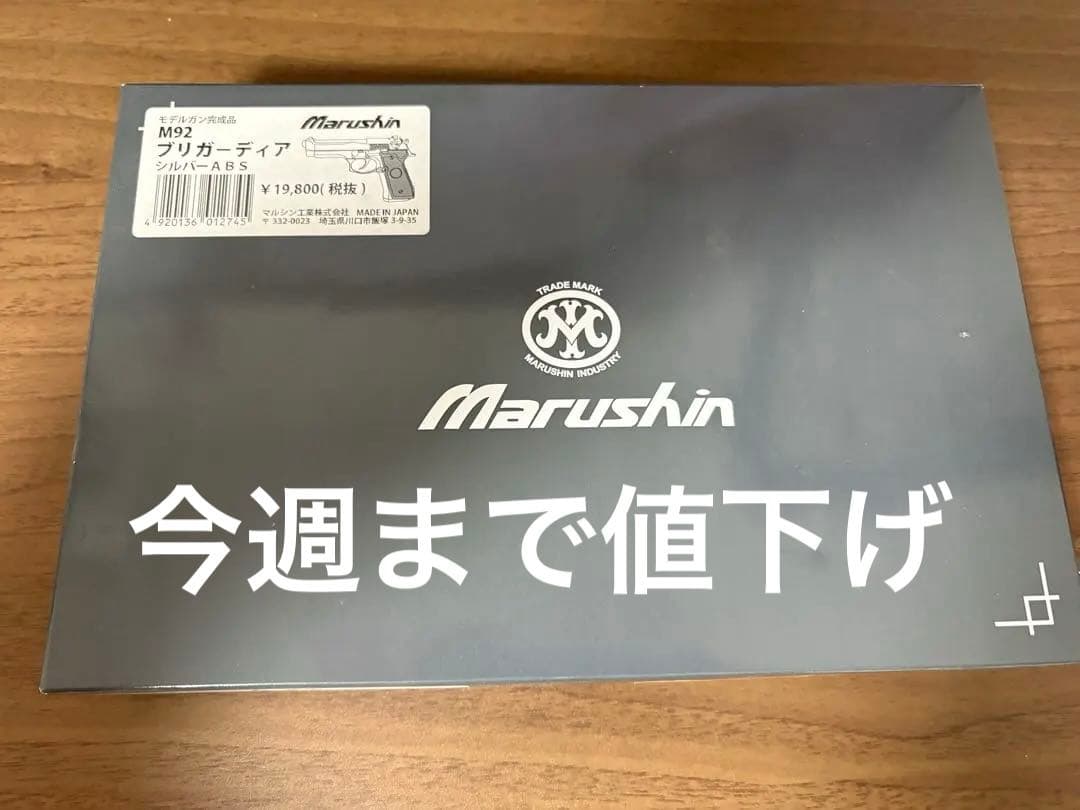 モデルガン完成品
Marushin
M92
ブリガーディア
シルバーABS
¥19,800(税抜)
4 920136 012745
マルシン工業株式会社 MADE IN JAPAN
〒332-0023 埼玉県川口市飯塚3-9-35
TRADE MARK
M
MARUSHIN INDUSTRY
Marushin
今週まで値下げ